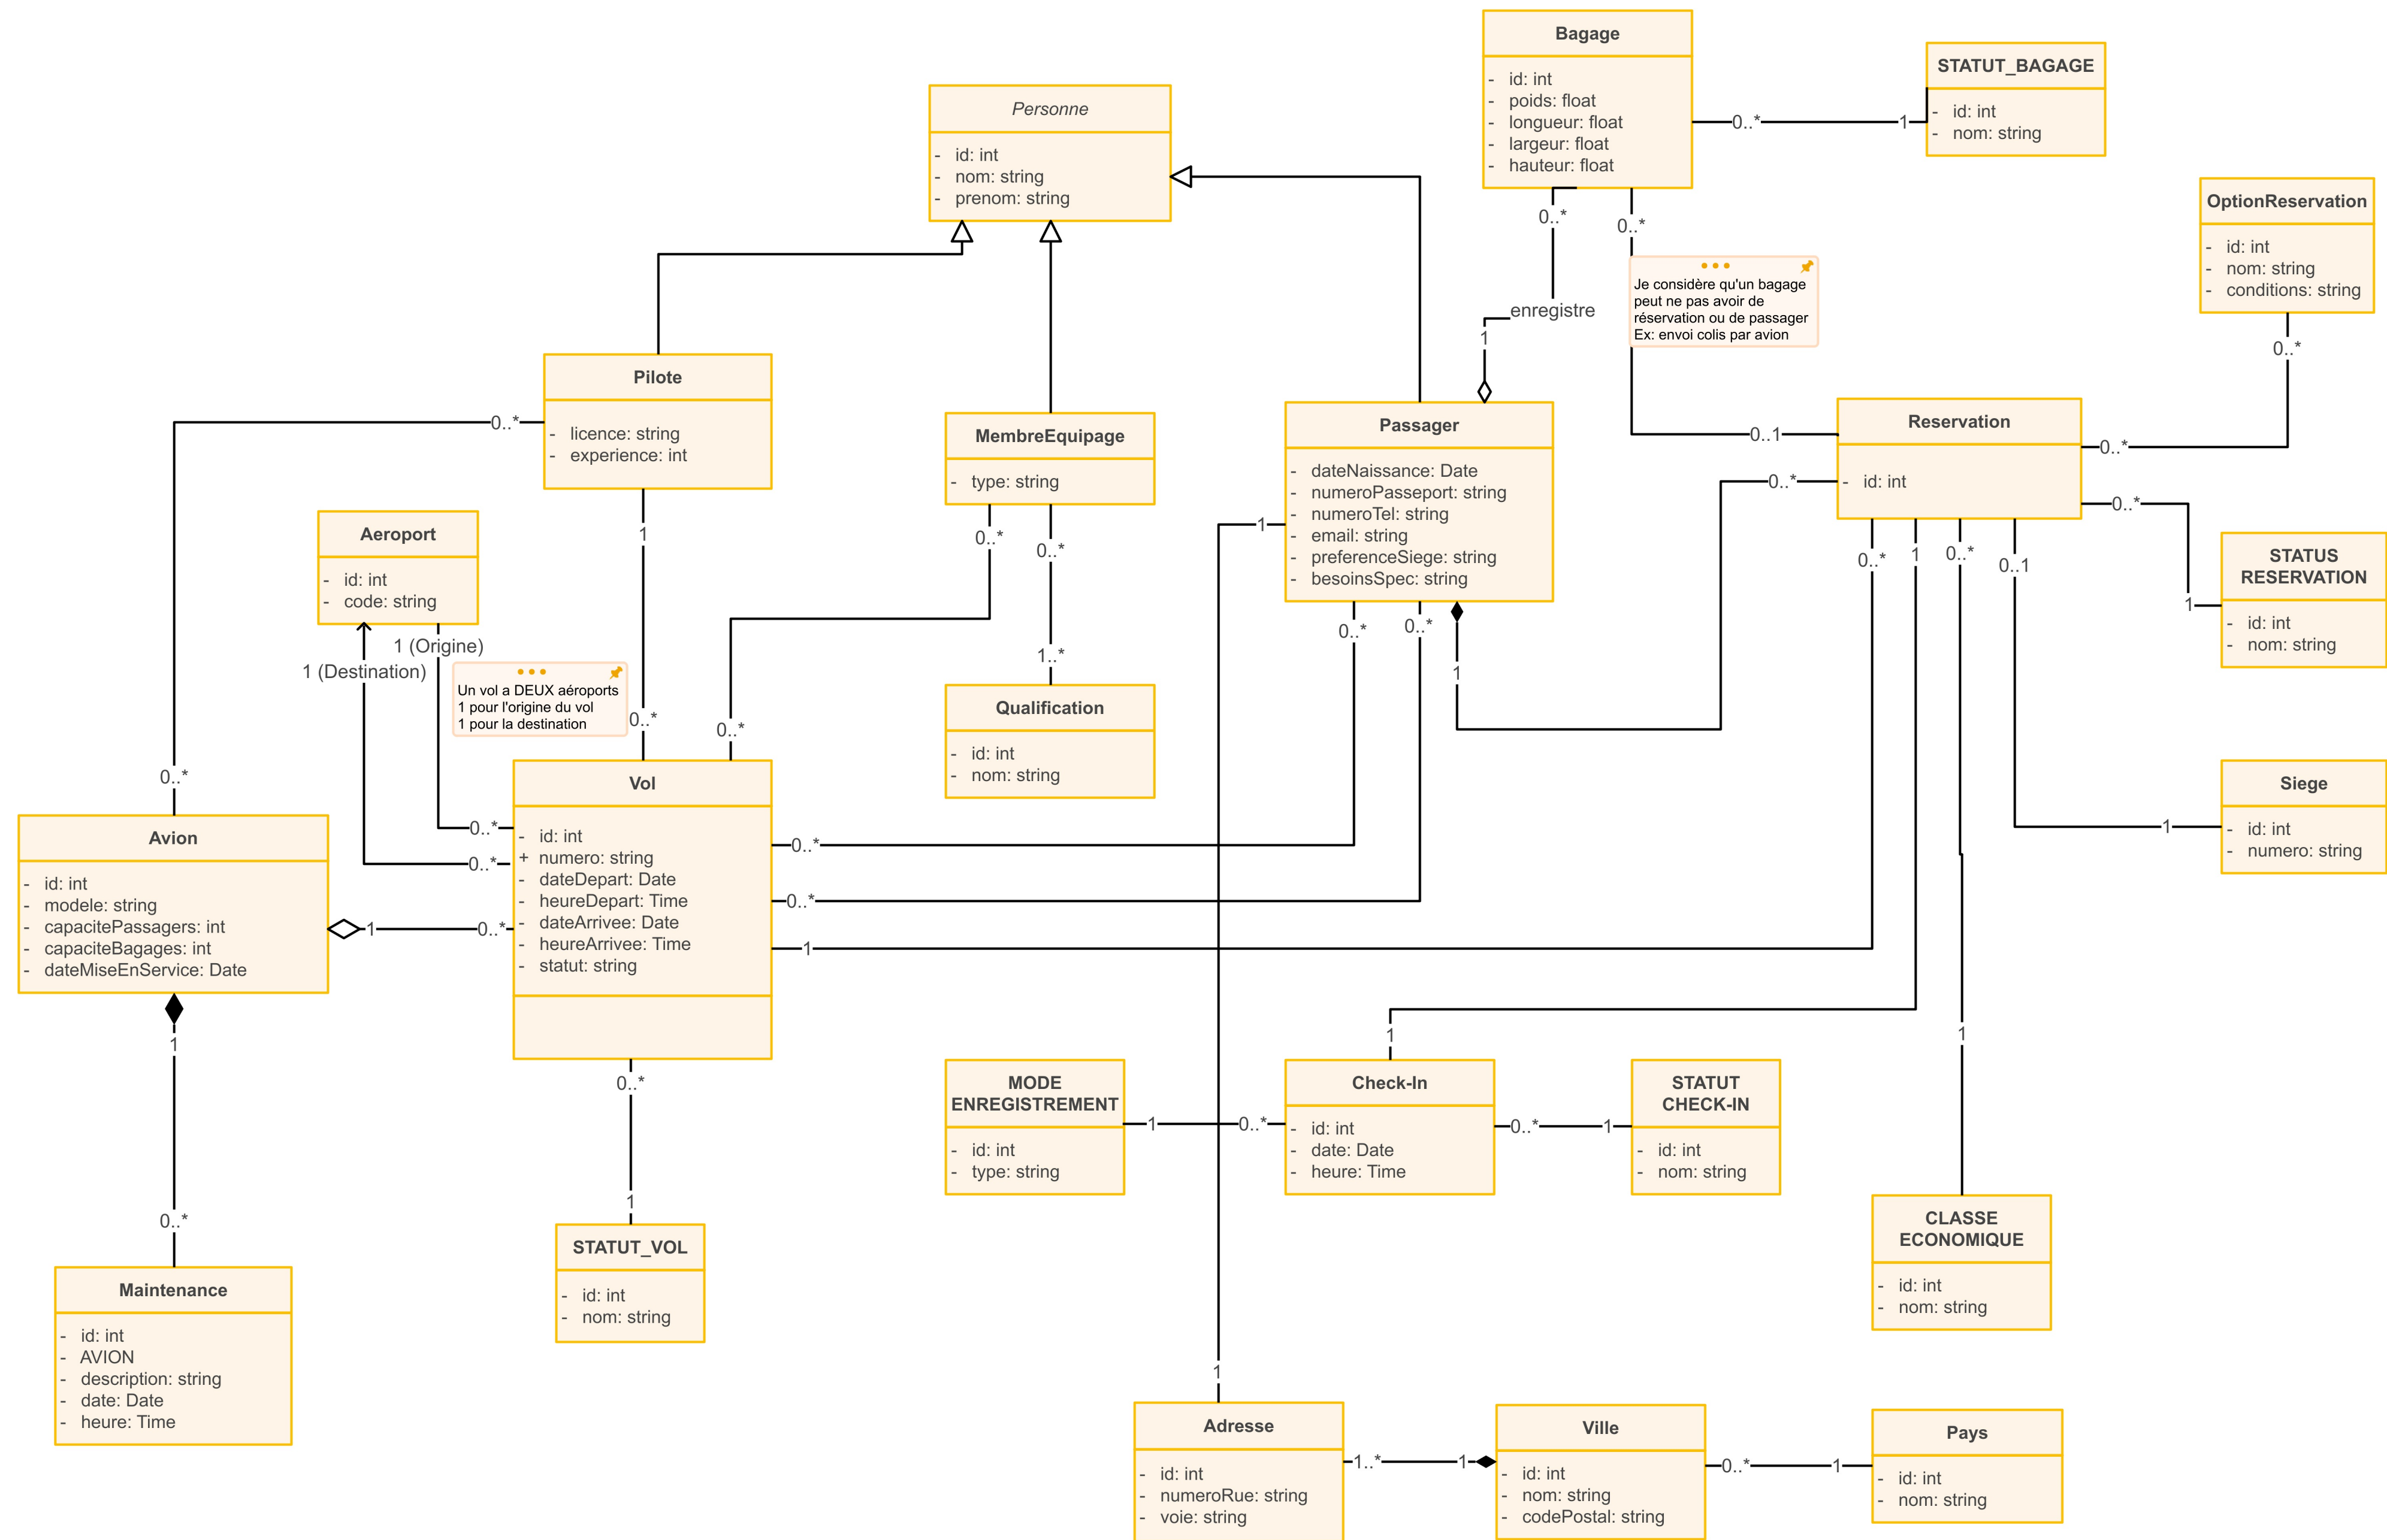 Bagage
- id: int
- poids: float
- longueur: float
- largeur: float
- hauteur: float
0..*
1
STATUT_BAGAGE
- id: int
- nom: string
Personne
- id: int
- nom: string
- prenom: string
0..*
0..*
enregistre
1
Je considère qu'un bagage
peut ne pas avoir de
réservation ou de passager
Ex: envoi colis par avion
0..1
OptionReservation
- id: int
- nom: string
- conditions: string
0..*
0..*
Pilote
- licence: string
- experience: int
0..*
0..*
1
0..*
MembreEquipage
- type: string
0..*
0..*
0..*
1..*
Qualification
- id: int
- nom: string
Passager
- dateNaissance: Date
- numeroPasseport: string
- numeroTel: string
- email: string
- preferenceSiege: string
- besoinsSpec: string
1
0..*
0..*
1
0..*
Reservation
- id: int
0..*
1
0..*
0..1
0..*
1
STATUS
RESERVATION
- id: int
- nom: string
Aeroport
- id: int
- code: string
1 (Origine)
1 (Destination)
Un vol a DEUX aéroports
1 pour l'origine du vol
1 pour la destination
0..*
0..*
Vol
- id: int
+ numero: string
- dateDepart: Date
- heureDepart: Time
- dateArrivee: Date
- heureArrivee: Time
- statut: string
0..*
0..*
1
Siege
- id: int
- numero: string
1
Avion
- id: int
- modele: string
- capacitePassagers: int
- capaciteBagages: int
- dateMiseEnService: Date
1
0..*
1
0..*
Maintenance
- id: int
- AVION
- description: string
- date: Date
- heure: Time
0..*
1
STATUT_VOL
- id: int
- nom: string
MODE
ENREGISTREMENT
- id: int
- type: string
1
0..*
1
Check-In
- id: int
- date: Date
- heure: Time
0..*
1
STATUT
CHECK-IN
- id: int
- nom: string
1
CLASSE
ECONOMIQUE
- id: int
- nom: string
1
Adresse
- id: int
- numeroRue: string
- voie: string
1..*
1
Ville
- id: int
- nom: string
- codePostal: string
0..*
1
Pays
- id: int
- nom: string